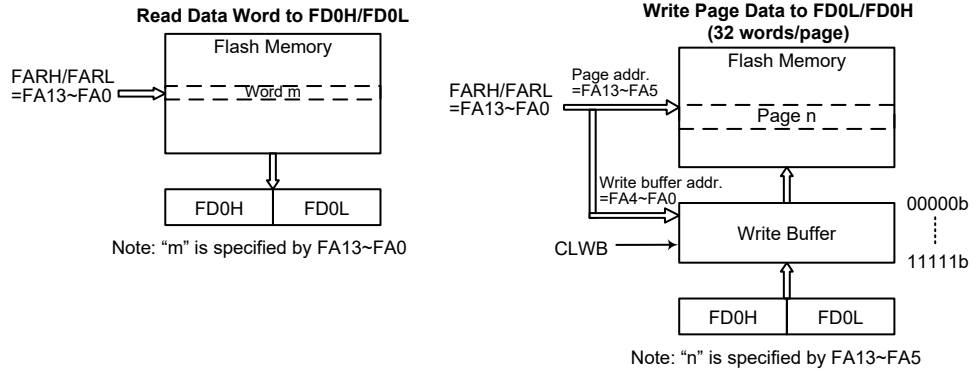 Read Data Word to FD0H/FD0L
Flash Memory
FARH/FARL
=FA13~FA0
Word m
FD0H
FD0L
Note: “m” is specified by FA13~FA0
Write Page Data to FD0L/FD0H
(32 words/page)
Flash Memory
Page addr.
=FA13~FA5
FARH/FARL
=FA13~FA0
Page n
Write buffer addr.
=FA4~FA0
00000b
Write Buffer
CLWB
11111b
FD0H
FD0L
Note: “n” is specified by FA13~FA5